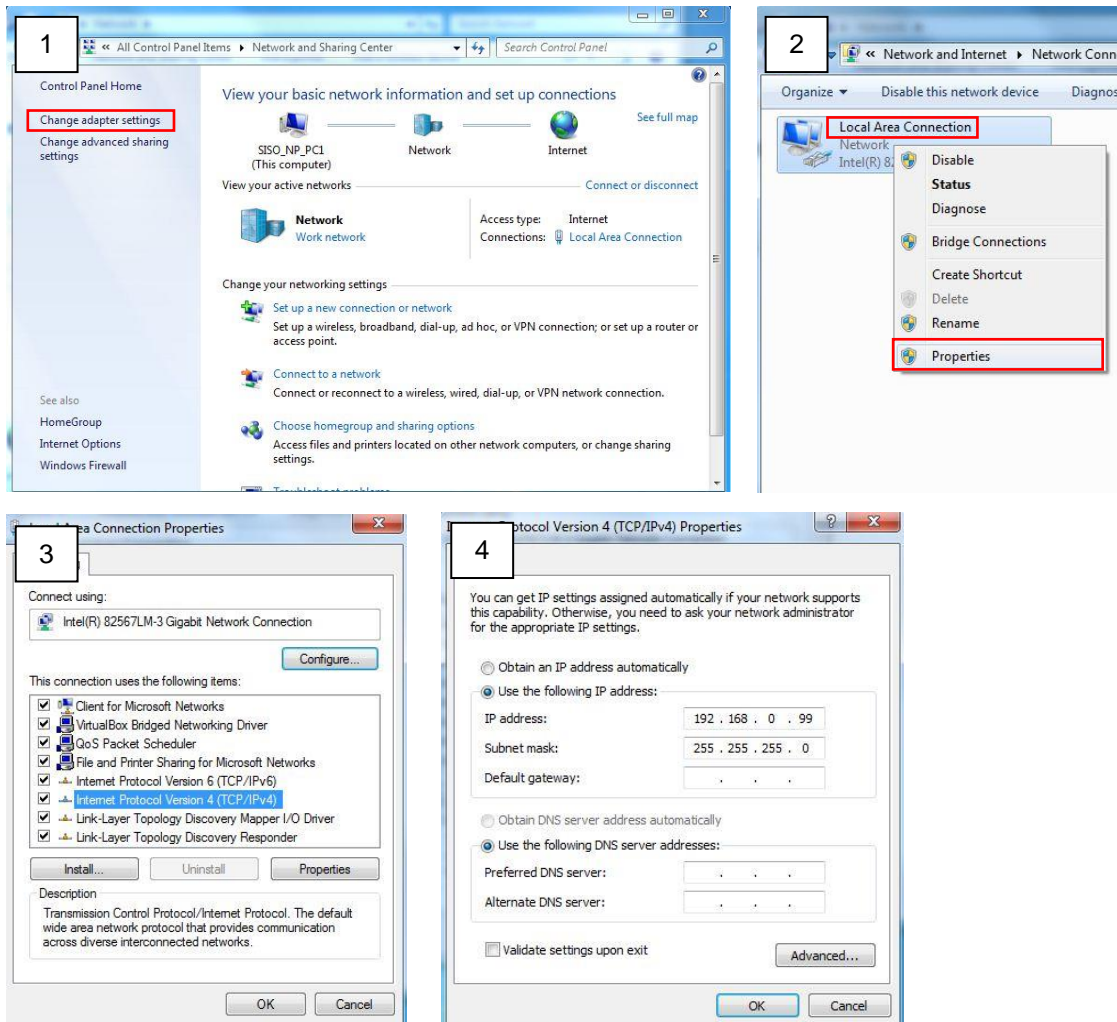 1
« All Control Panel Items ▸ Network and Sharing Center
Search Control Panel
Control Panel Home
Change adapter settings
Change advanced sharing
settings
See also
HomeGroup
Internet Options
Windows Firewall
View your basic network information and set up connections
See full map
SISO_NP_PC1
(This computer)
Network
Internet
View your active networks
Connect or disconnect
Network
Work network
Access type: Internet
Connections: Local Area Connection
Change your networking settings
Set up a new connection or network
Set up a wireless, broadband, dial-up, ad hoc, or VPN connection; or set up a router or
access point.
Connect to a network
Connect or reconnect to a wireless, wired, dial-up, or VPN network connection.
Choose homegroup and sharing options
Access files and printers located on other network computers, or change sharing
settings.
2
« Network and Internet ▸ Network Conn
Organize Disable this network device Diagnos
Local Area Connection
Network
Intel(R) 82
Disable
Status
Diagnose
Bridge Connections
Create Shortcut
Delete
Rename
Properties
3
ea Connection Properties
Connect using:
Intel(R) 82567LM-3 Gigabit Network Connection
Configure...
This connection uses the following items:
Client for Microsoft Networks
VirtualBox Bridged Networking Driver
QoS Packet Scheduler
File and Printer Sharing for Microsoft Networks
Internet Protocol Version 6 (TCP/IPv6)
Internet Protocol Version 4 (TCP/IPv4)
Link-Layer Topology Discovery Mapper I/O Driver
Link-Layer Topology Discovery Responder
Install... Uninstall Properties
Description
Transmission Control Protocol/Internet Protocol. The default
wide area network protocol that provides communication
across diverse interconnected networks.
OK Cancel
4
otocol Version 4 (TCP/IPv4) Properties
You can get IP settings assigned automatically if your network supports
this capability. Otherwise, you need to ask your network administrator
for the appropriate IP settings.
Obtain an IP address automatically
Use the following IP address:
IP address: 192 . 168 . 0 . 99
Subnet mask: 255 . 255 . 255 . 0
Default gateway: . . .
Obtain DNS server address automatically
Use the following DNS server addresses:
Preferred DNS server: . . .
Alternate DNS server: . . .
Validate settings upon exit
Advanced...
OK Cancel